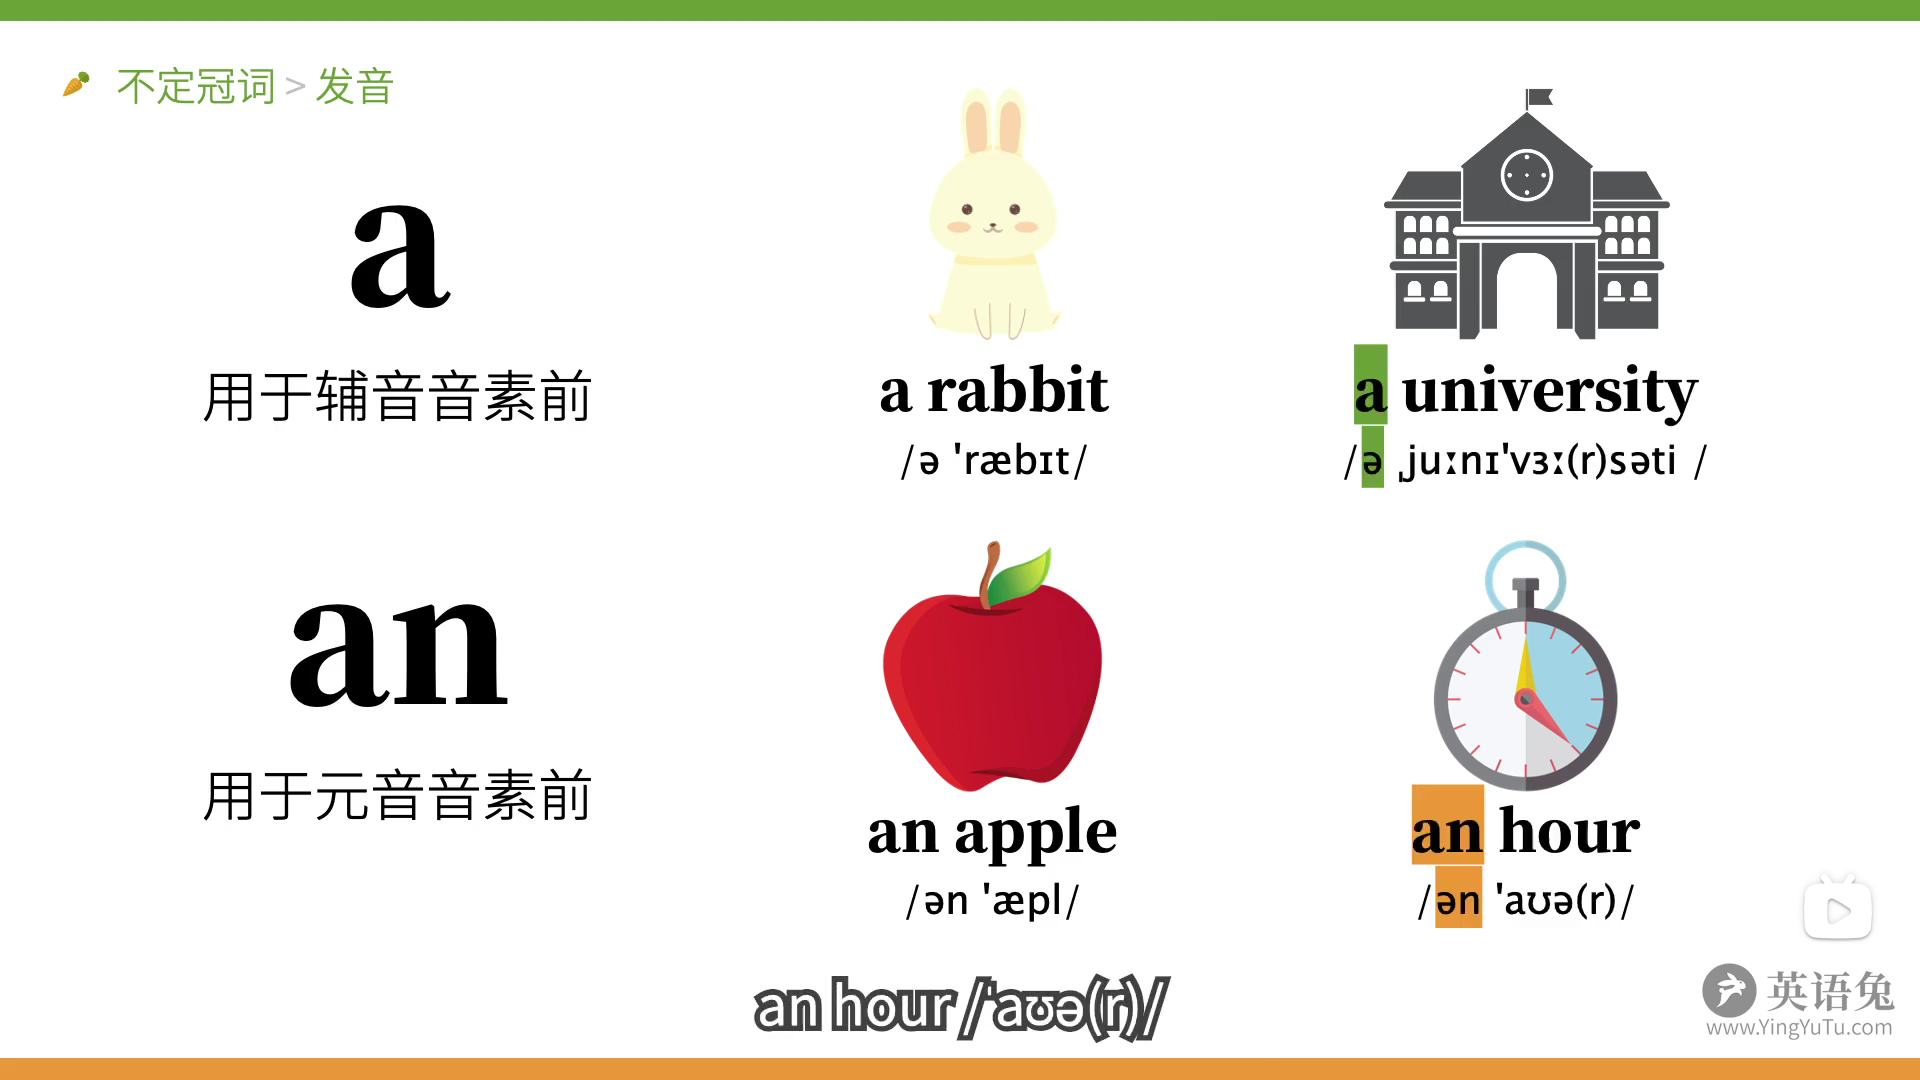 不定冠词 > 发音
a
用于辅音音素前
a rabbit
/ə 'ræbɪt/
a university
/ə ˌjuːnɪ'vɜː(r)səti /
an
用于元音音素前
an apple
/ən 'æpl/
an hour
/ən 'aʊə(r)/
an hour /'aʊə(r)/
英语兔
www.YingYuTu.com